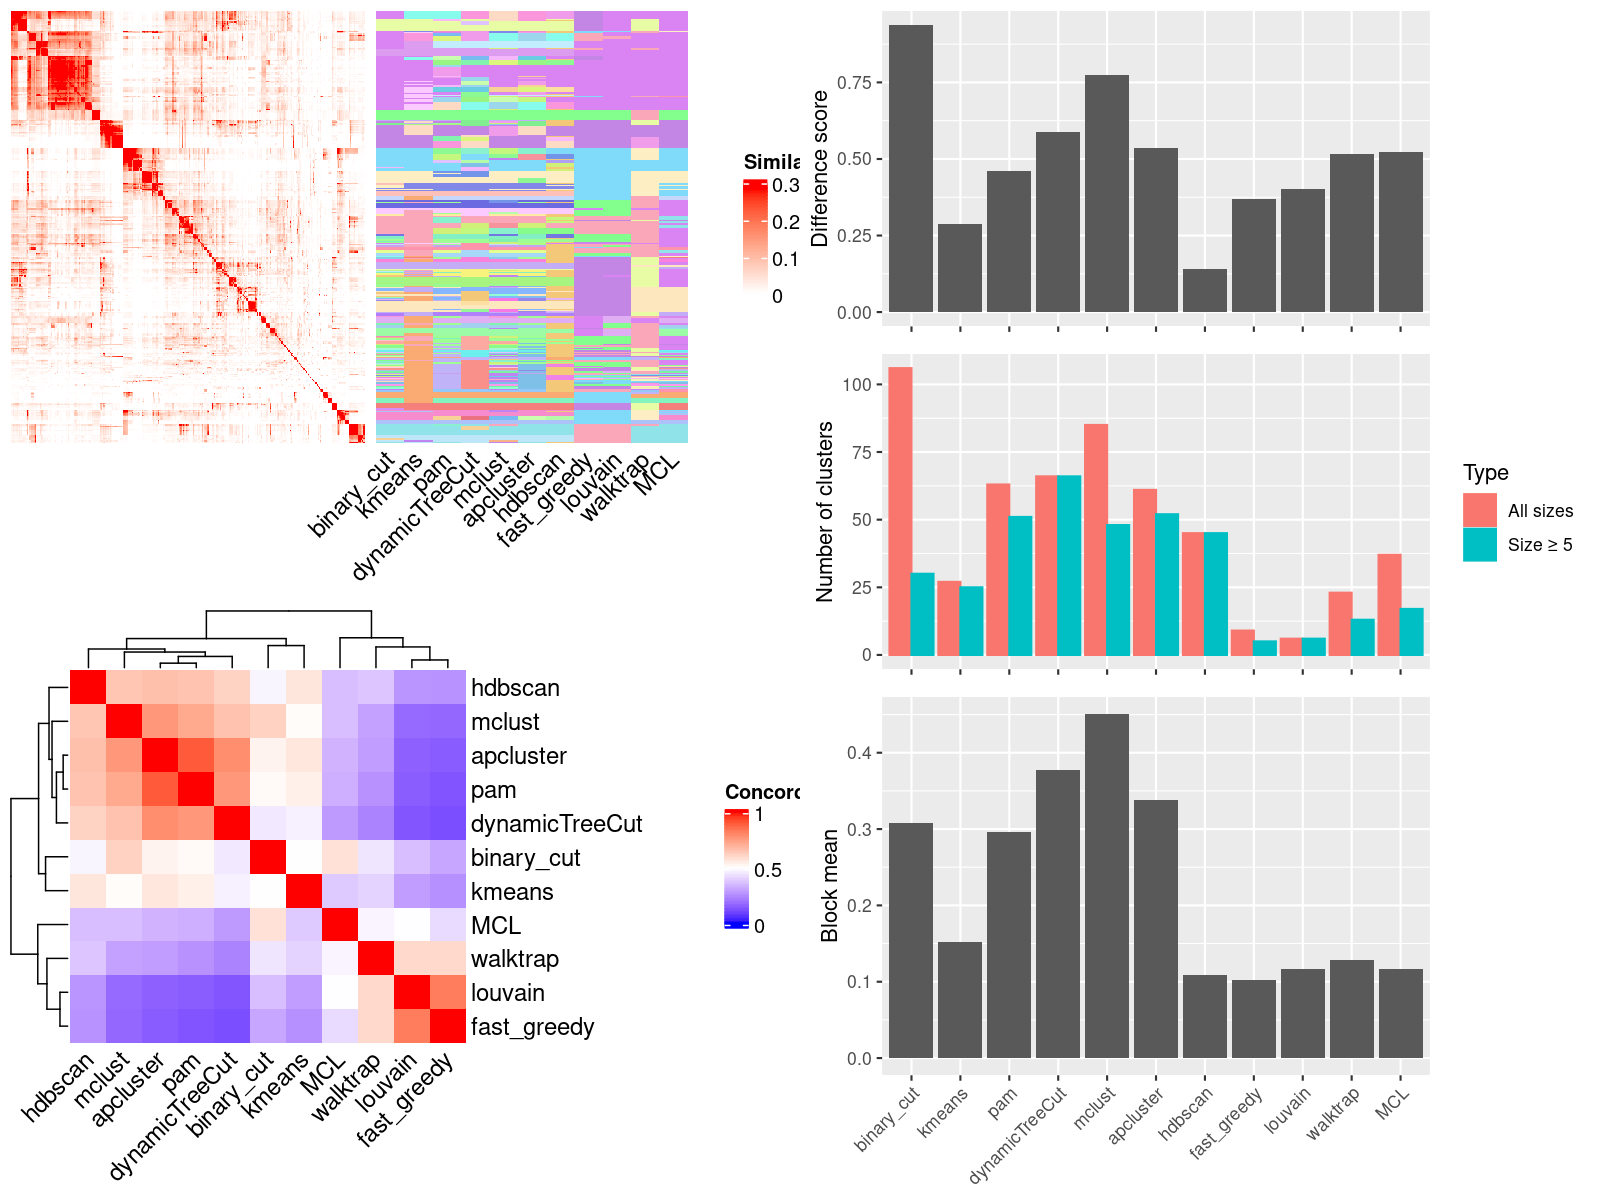 Simila
0.3
0.2
0.1
0
binary_cut
kmeans
pam
dynamicTreeCut
mclust
apcluster
hdbscan
fast_greedy
louvain
walktrap
MCL
hdbscan
mclust
apcluster
pam
dynamicTreeCut
binary_cut
kmeans
MCL
walktrap
louvain
fast_greedy
Concord
1
0.5
0
hdbscan
mclust
apcluster
pam
dynamicTreeCut
binary_cut
kmeans
MCL
walktrap
louvain
fast_greedy
Difference score
0.75
0.50
0.25
0.00
Number of clusters
100
75
50
25
0
Type
All sizes
Size ≥ 5
Block mean
0.4
0.3
0.2
0.1
0.0
binary_cut
kmeans
pam
dynamicTreeCut
mclust
apcluster
hdbscan
fast_greedy
louvain
walktrap
MCL